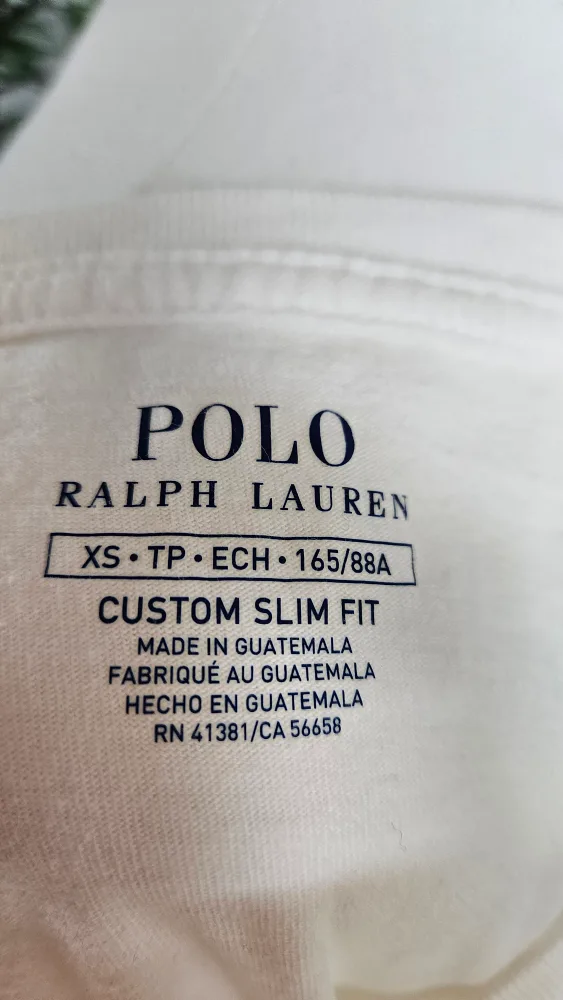 POLO
RALPH LAUREN
XS • TP • ECH • 165/88A
CUSTOM SLIM FIT
MADE IN GUATEMALA
FABRIQUÉ AU GUATEMALA
HECHO EN GUATEMALA
RN 41381/CA 56658